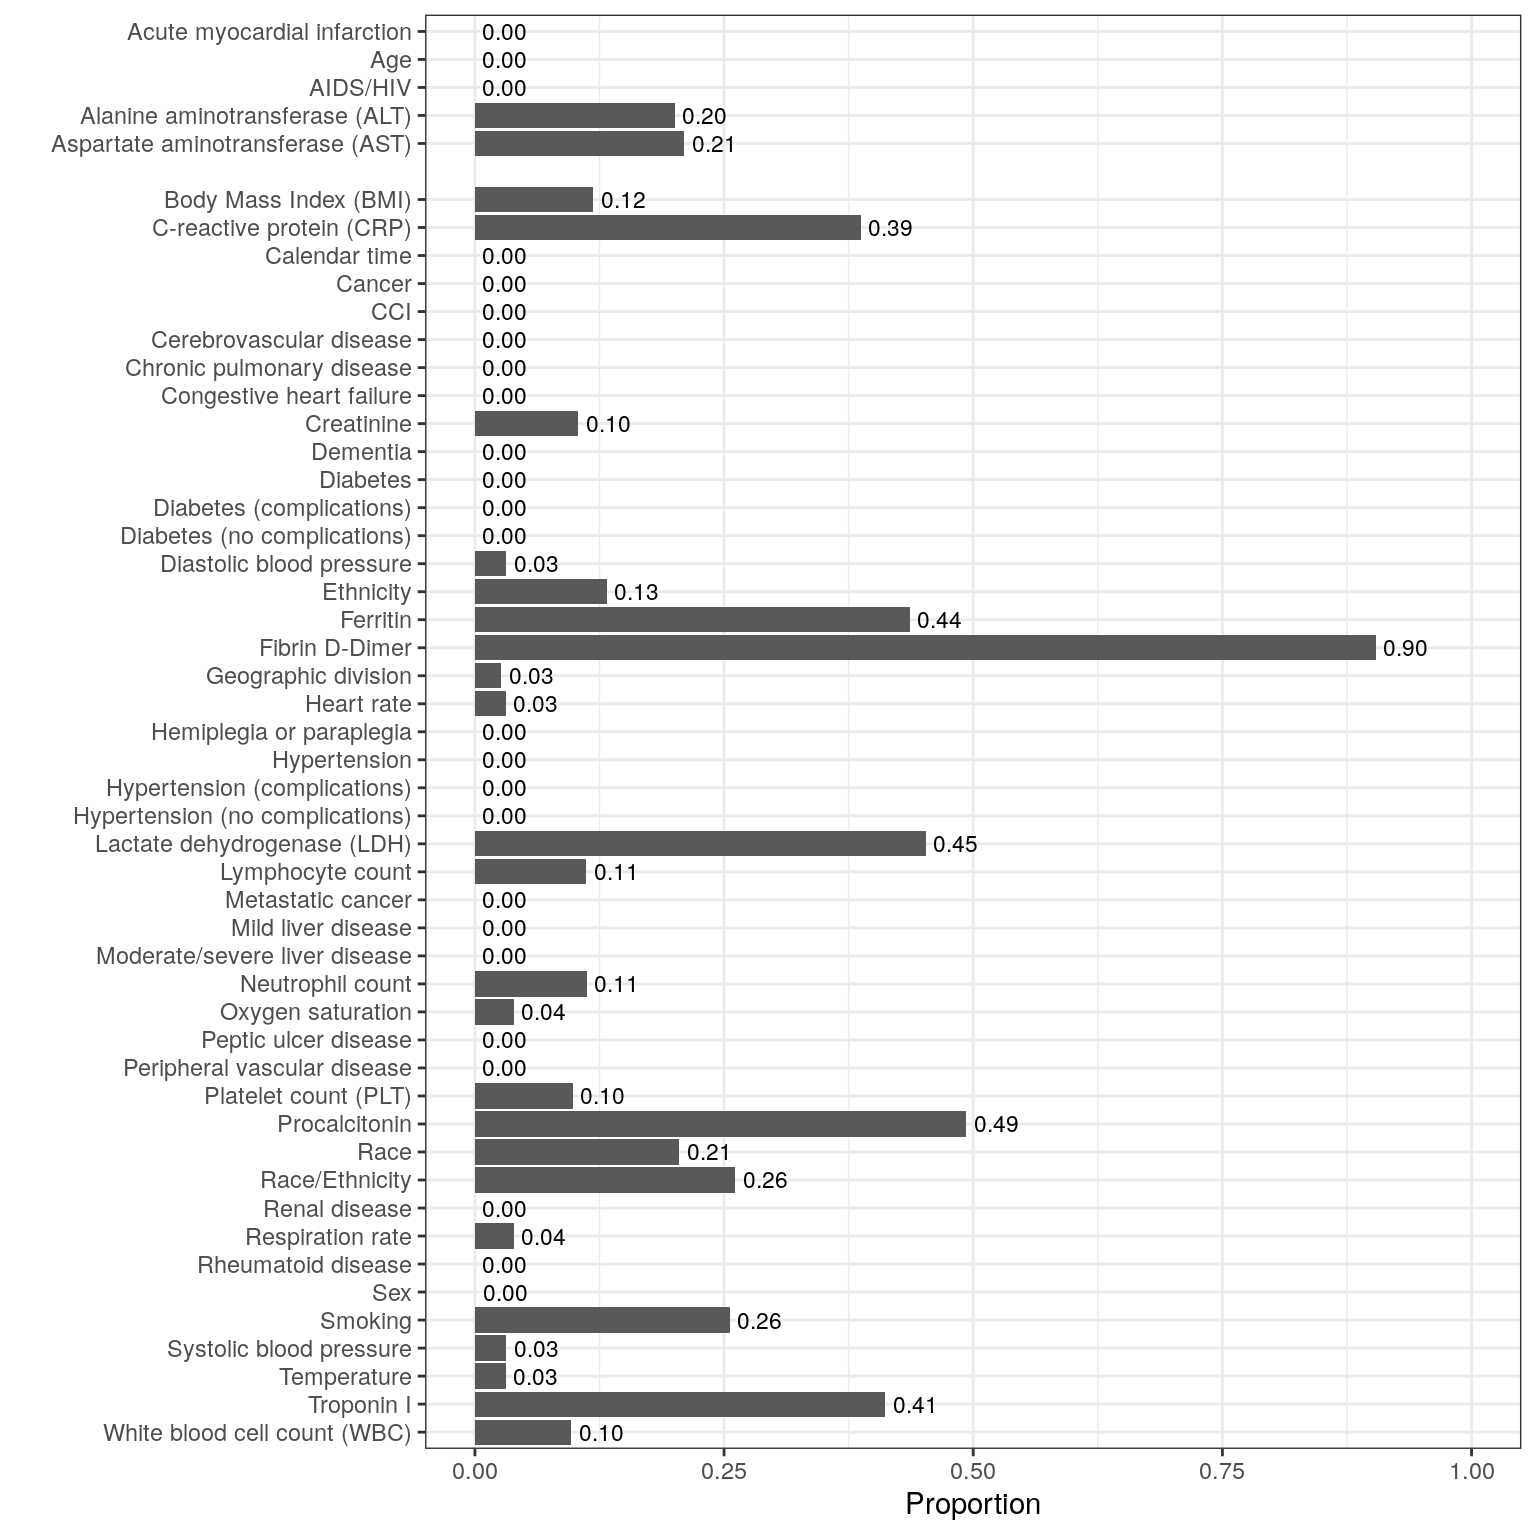 Acute myocardial infarction 0.00
Age 0.00
AIDS/HIV 0.00
Alanine aminotransferase (ALT) 0.20
Aspartate aminotransferase (AST) 0.21
Body Mass Index (BMI) 0.12
C-reactive protein (CRP) 0.39
Calendar time 0.00
Cancer 0.00
CCI 0.00
Cerebrovascular disease 0.00
Chronic pulmonary disease 0.00
Congestive heart failure 0.00
Creatinine 0.10
Dementia 0.00
Diabetes 0.00
Diabetes (complications) 0.00
Diabetes (no complications) 0.00
Diastolic blood pressure 0.03
Ethnicity 0.13
Ferritin 0.44
Fibrin D-Dimer 0.90
Geographic division 0.03
Heart rate 0.03
Hemiplegia or paraplegia 0.00
Hypertension 0.00
Hypertension (complications) 0.00
Hypertension (no complications) 0.00
Lactate dehydrogenase (LDH) 0.45
Lymphocyte count 0.11
Metastatic cancer 0.00
Mild liver disease 0.00
Moderate/severe liver disease 0.00
Neutrophil count 0.11
Oxygen saturation 0.04
Peptic ulcer disease 0.00
Peripheral vascular disease 0.00
Platelet count (PLT) 0.10
Procalcitonin 0.49
Race 0.21
Race/Ethnicity 0.26
Renal disease 0.00
Respiration rate 0.04
Rheumatoid disease 0.00
Sex 0.00
Smoking 0.26
Systolic blood pressure 0.03
Temperature 0.03
Troponin I 0.41
White blood cell count (WBC) 0.10
0.00 0.25 0.50 0.75 1.00
Proportion